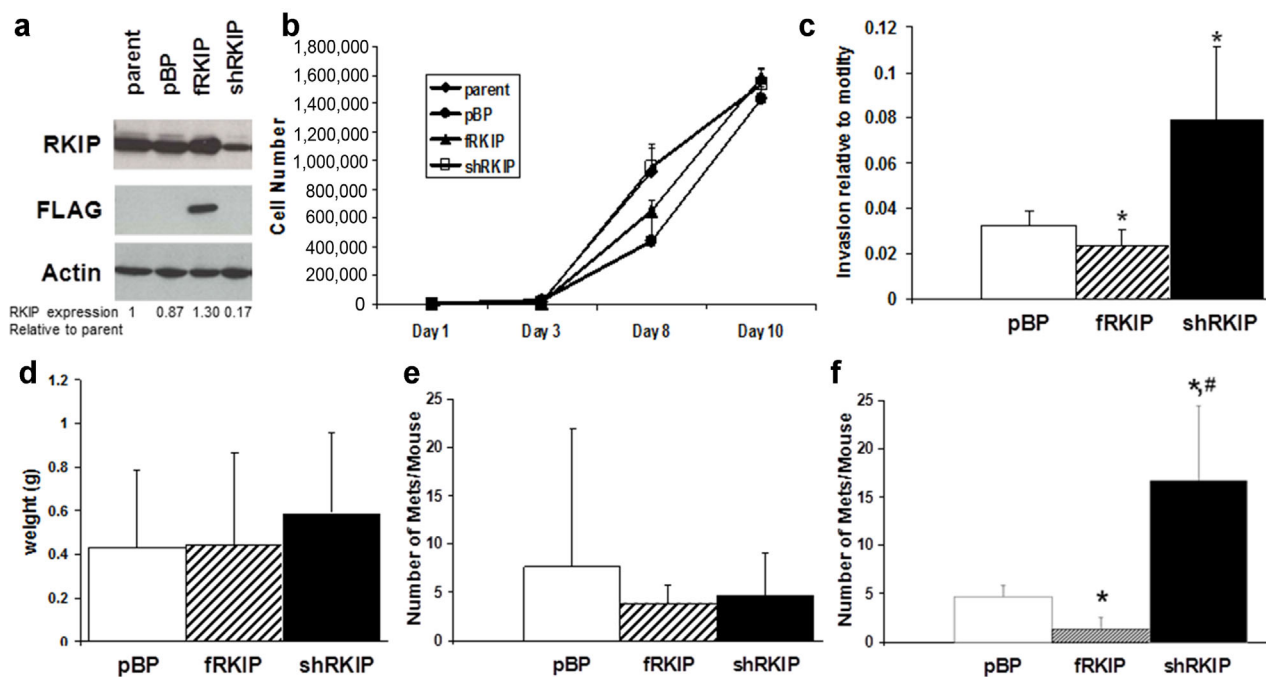 a
parent pBP fRKIP shRKIP
RKIP
FLAG
Actin
RKIP expression 1 0.87 1.30 0.17
Relative to parent
b
Cell Number
1,800,000
1,600,000
1,400,000
1,200,000
1,000,000
800,000
600,000
400,000
200,000
0
parent
pBP
fRKIP
shRKIP
Day 1 Day 3 Day 8 Day 10
c
Invasion relative to motility
0.12
0.1
0.08
0.06
0.04
0.02
0
*
*
pBP fRKIP shRKIP
d
weight (g)
1.2
1
0.8
0.6
0.4
0.2
0
pBP fRKIP shRKIP
e
Number of Mets/Mouse
25
20
15
10
5
0
pBP fRKIP shRKIP
f
Number of Mets/Mouse
25
20
15
10
5
0
*
*,#
pBP fRKIP shRKIP